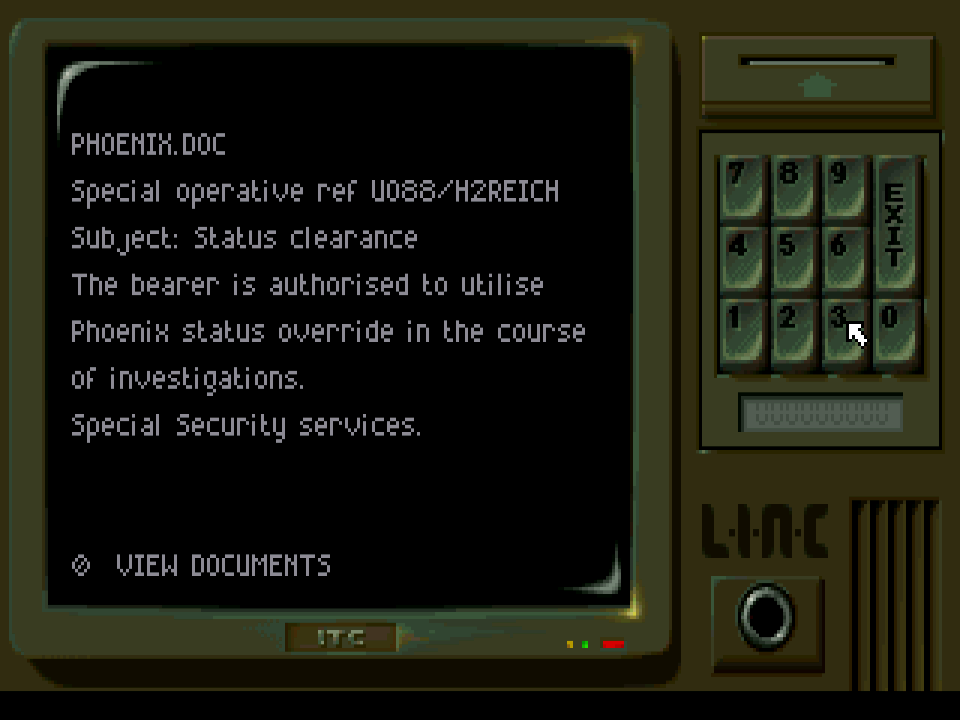 PHOENIX.DOC
Special operative ref U088/H2REICH
Subject: Status clearance
The bearer is authorised to utilise
Phoenix status override in the course
of investigations.
Special Security services.
0 VIEW DOCUMENTS
ITC
7 8 9 EXIT
4 5 6
1 2 3 0
L·I·N·C